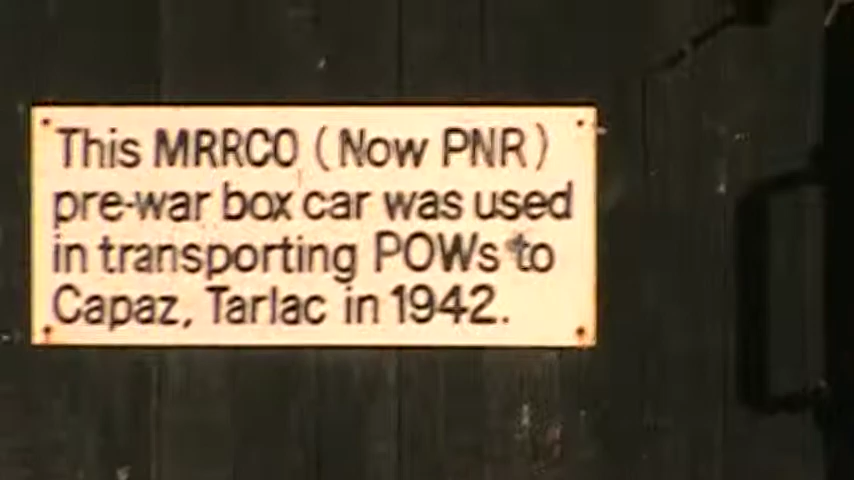 This MRRCO (Now PNR)
pre-war box car was used
in transporting POWs to
Capaz, Tarlac in 1942.